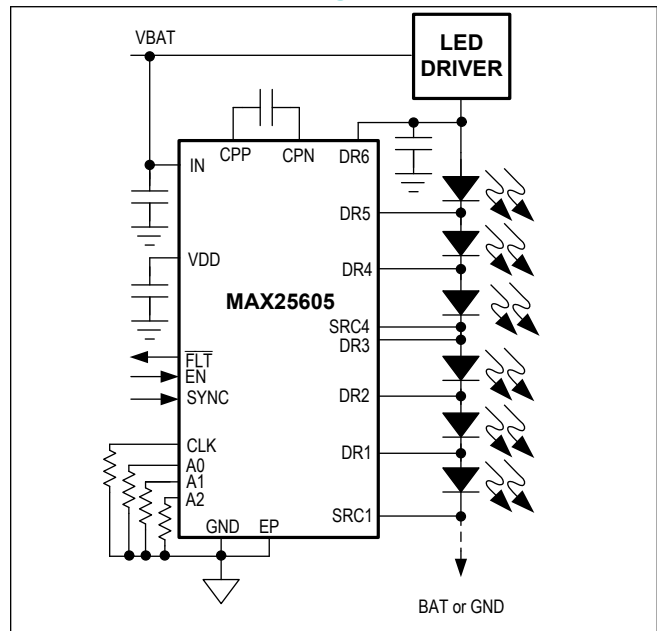 VBAT
LED
DRIVER
CPP
CPN
DR6
IN
DR5
VDD
DR4
MAX25605
SRC4
DR3
FLT
EN
DR2
SYNC
CLK
DR1
A0
A1
A2
SRC1
GND
EP
BAT or GND